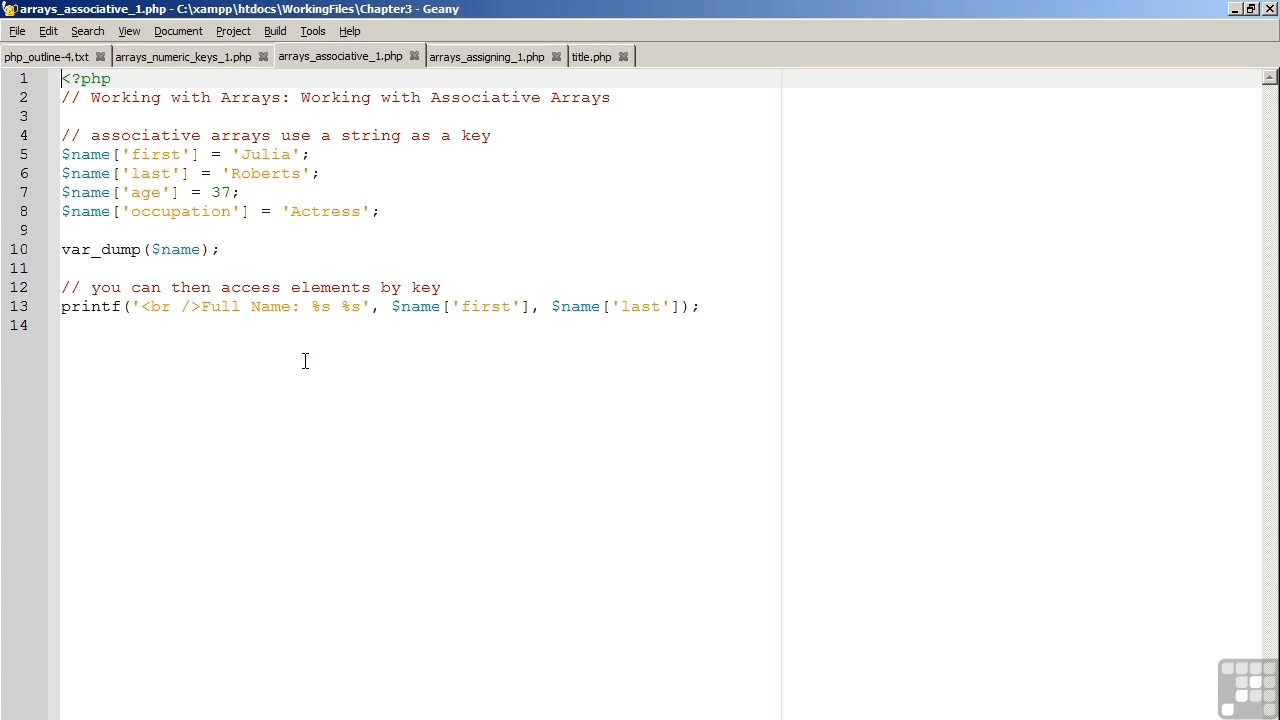 arrays_associative_1.php - C:\xampp\htdocs\WorkingFiles\Chapter3 - Geany
File Edit Search View Document Project Build Tools Help
php_outline-4.txt arrays_numeric_keys_1.php arrays_associative_1.php arrays_assigning_1.php title.php
1 <?php
2 // Working with Arrays: Working with Associative Arrays
3
4 // associative arrays use a string as a key
5 $name['first'] = 'Julia';
6 $name['last'] = 'Roberts';
7 $name['age'] = 37;
8 $name['occupation'] = 'Actress';
9
10 var_dump($name);
11
12 // you can then access elements by key
13 printf('<br />Full Name: %s %s', $name['first'], $name['last']);
14